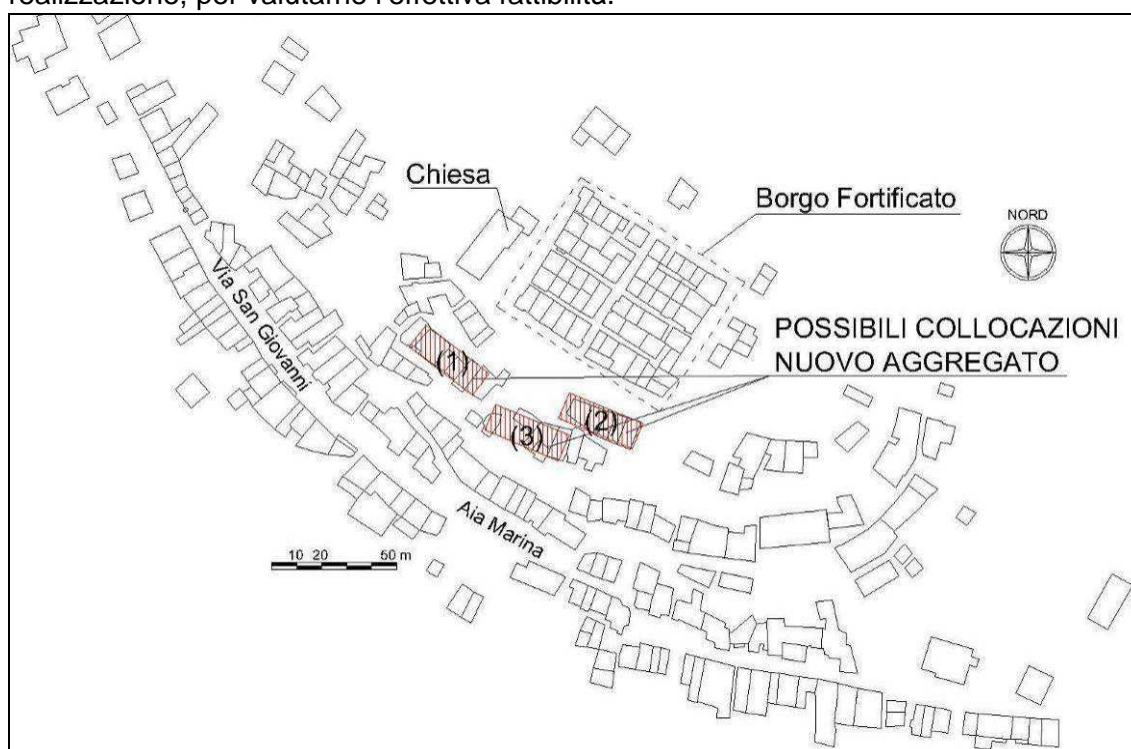 realizzazione, per valutarne l'effettiva fattibilità.
Chiesa
Borgo Fortificato
NORD
Via San Giovanni
POSSIBILI COLLOCAZIONI
NUOVO AGGREGATO
(1)
(2)
(3)
Aia Marina
10 20 50 m